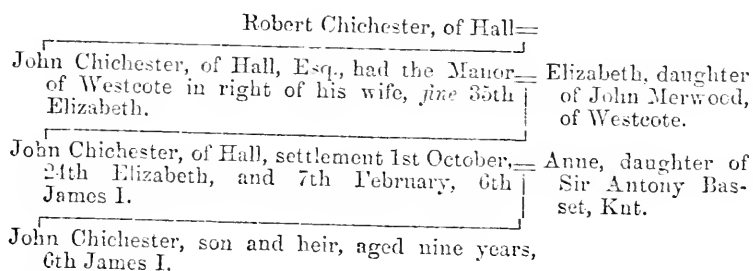 Robert Chichester, of Hall=
John Chichester, of Hall, Esq., had the Manor= Elizabeth, daughter
of Westcote in right of his wife, fine 35th of John Merwood,
Elizabeth. of Westcote.
John Chichester, of Hall, settlement 1st October,= Anne, daughter of
24th Elizabeth, and 7th February, 6th Sir Antony Bas-
James I. set, Knt.
John Chichester, son and heir, aged nine years,
6th James I.